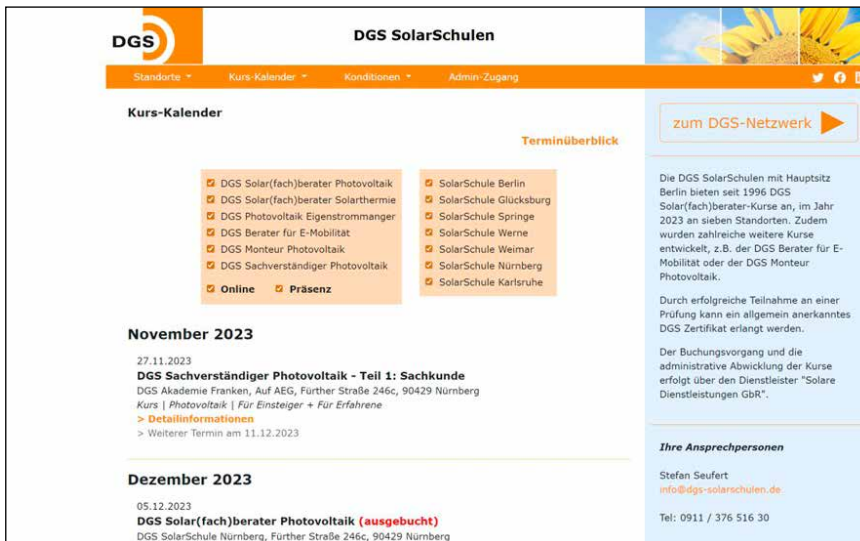 DGS
DGS SolarSchulen
Standorte
Kurs-Kalender
Konditionen
Admin-Zugang
Kurs-Kalender
Terminüberblick
DGS Solar(fach)berater Photovoltaik
DGS Solar(fach)berater Solarthermie
DGS Photovoltaik Eigenstrommanger
DGS Berater für E-Mobilität
DGS Monteur Photovoltaik
DGS Sachverständiger Photovoltaik
Online Präsenz
SolarSchule Berlin
SolarSchule Glücksburg
SolarSchule Springe
SolarSchule Werne
SolarSchule Weimar
SolarSchule Nürnberg
SolarSchule Karlsruhe
November 2023
27.11.2023
DGS Sachverständiger Photovoltaik - Teil 1: Sachkunde
DGS Akademie Franken, Auf AEG, Fürther Straße 246c, 90429 Nürnberg
Kurs | Photovoltaik | Für Einsteiger + Für Erfahrene
> Detailinformationen
> Weiterer Termin am 11.12.2023
Dezember 2023
05.12.2023
DGS Solar(fach)berater Photovoltaik (ausgebucht)
DGS SolarSchule Nürnberg, Fürther Straße 246c, 90429 Nürnberg
zum DGS-Netzwerk
Die DGS SolarSchulen mit Hauptsitz
Berlin bieten seit 1996 DGS
Solar(fach)berater-Kurse an, im Jahr
2023 an sieben Standorten. Zudem
wurden zahlreiche weitere Kurse
entwickelt, z.B. der DGS Berater für E-
Mobilität oder der DGS Monteur
Photovoltaik.
Durch erfolgreiche Teilnahme an einer
Prüfung kann ein allgemein anerkanntes
DGS Zertifikat erlangt werden.
Der Buchungsvorgang und die
administrative Abwicklung der Kurse
erfolgt über den Dienstleister "Solare
Dienstleistungen GbR".
Ihre Ansprechpersonen
Stefan Seufert
info@dgs-solarschulen.de
Tel: 0911 / 376 516 30